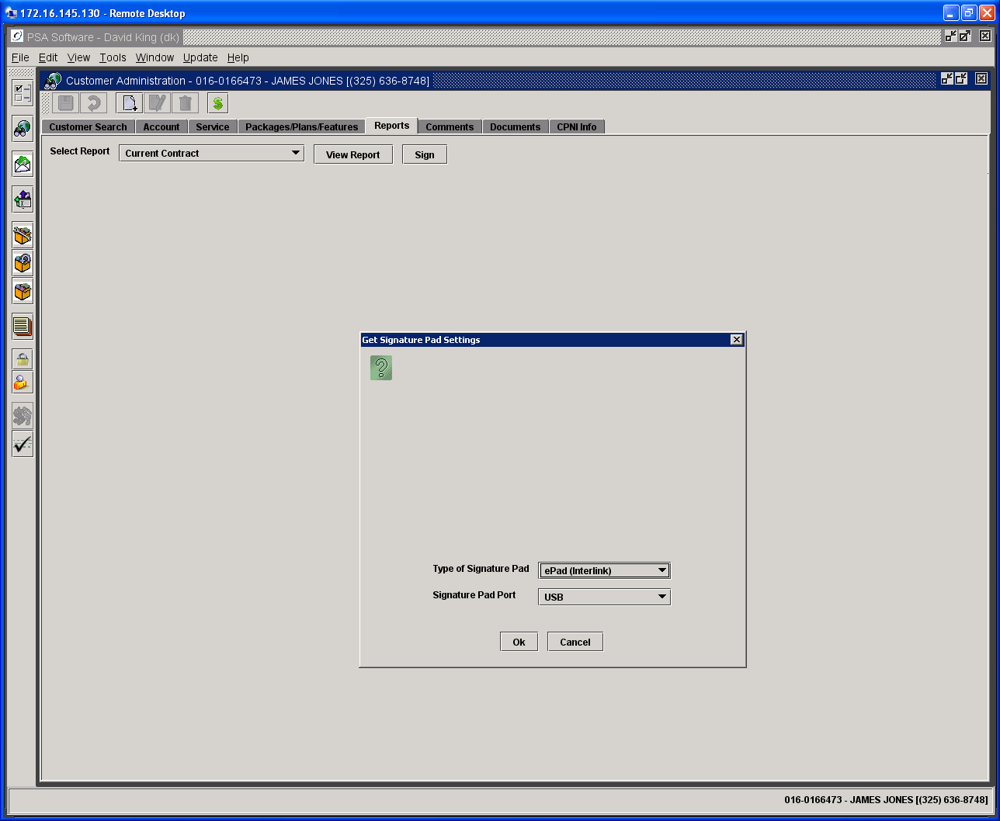 172.16.145.130 - Remote Desktop
PSA Software - David King (dk)
File Edit View Tools Window Update Help
Customer Administration - 016-0166473 - JAMES JONES [(325) 636-8748]
Customer Search Account Service Packages/Plans/Features Reports Comments Documents CPNI Info
Select Report Current Contract View Report Sign
Get Signature Pad Settings
Type of Signature Pad ePad (Interlink)
Signature Pad Port USB
Ok Cancel
016-0166473 - JAMES JONES [(325) 636-8748]